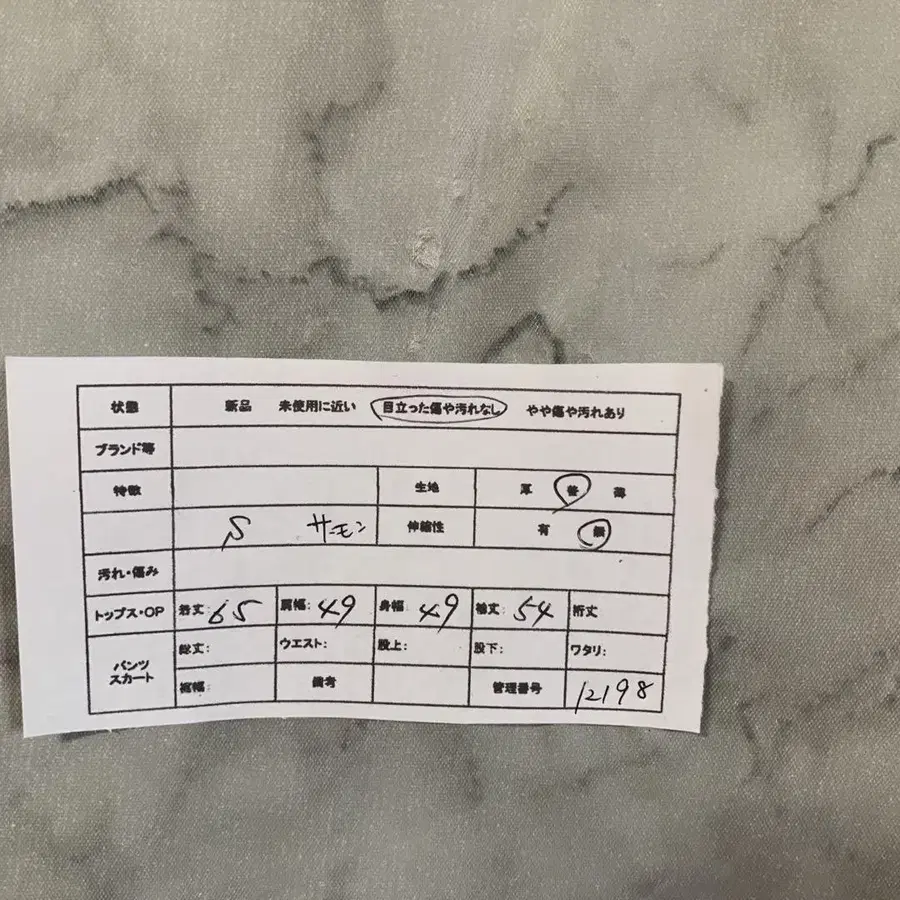 状態 新品 未使用に近い 目立った傷や汚れなし やや傷や汚れあり
ブランド等
特徴 生地 厚 普 薄
S サーモン 伸縮性 有 無
汚れ・傷み
トップス・OP 着丈: 65 肩幅: 49 身幅: 49 袖丈: 54 裄丈
パンツ スカート 総丈: ウエスト: 股上: 股下: ワタリ:
裾幅: 備考 管理番号 12198